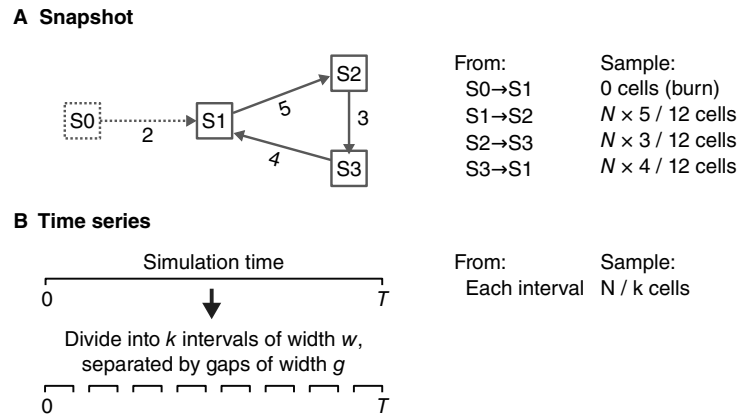 A Snapshot
S0
2
S1
5
S2
3
S3
4
From: Sample:
S0→S1 0 cells (burn)
S1→S2 N × 5 / 12 cells
S2→S3 N × 3 / 12 cells
S3→S1 N × 4 / 12 cells
B Time series
Simulation time
0 T
Divide into k intervals of width w,
separated by gaps of width g
0 T
From: Sample:
Each interval N / k cells